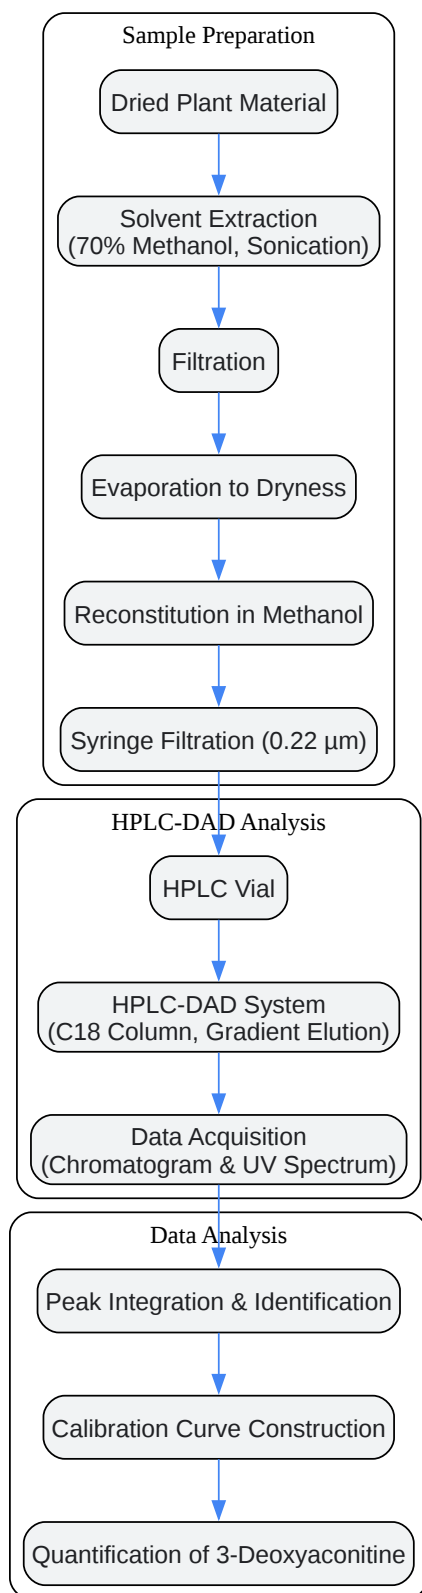 Sample Preparation
Dried Plant Material
Solvent Extraction
(70% Methanol, Sonication)
Filtration
Evaporation to Dryness
Reconstitution in Methanol
Syringe Filtration (0.22 µm)
HPLC-DAD Analysis
HPLC Vial
HPLC-DAD System
(C18 Column, Gradient Elution)
Data Acquisition
(Chromatogram & UV Spectrum)
Data Analysis
Peak Integration & Identification
Calibration Curve Construction
Quantification of 3-Deoxyaconitine